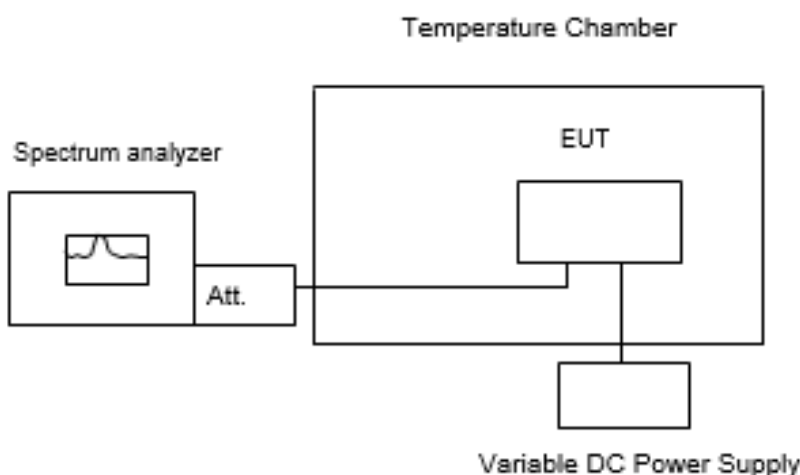 Temperature Chamber
EUT
Spectrum analyzer
Att.
Variable DC Power Supply